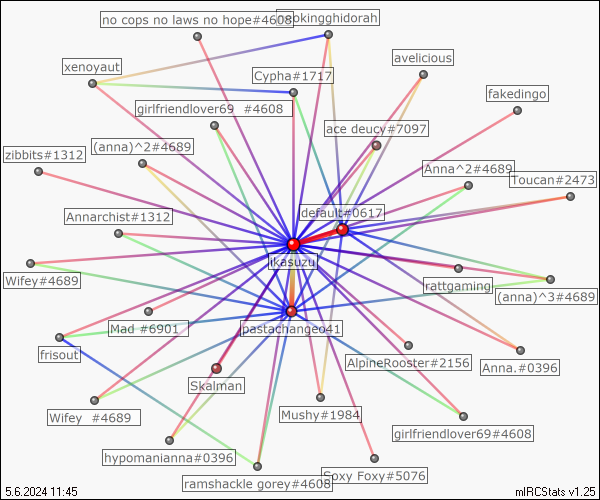 no cops no laws no hope#4608
smokingghidorah
xenoyaut
Cypha#1717
avelicious
fakedingo
girlfriendlover69 #4608
ace deucy#7097
zibbits#1312
(anna)^2#4689
Anna^2#4689
Toucan#2473
Annarchist#1312
default#0617
ikasuzu
Wifey#4689
rattgaming
(anna)^3#4689
Mad #6901
pastachangeo41
frisout
AlpineRooster#2156
Anna.#0396
Skalman
Wifey #4689
Mushy#1984
girlfriendlover69#4608
hypomanianna#0396
ramshackle gorey#4608
Foxy#5076
5.6.2024 11:45
mIRCStats v1.25